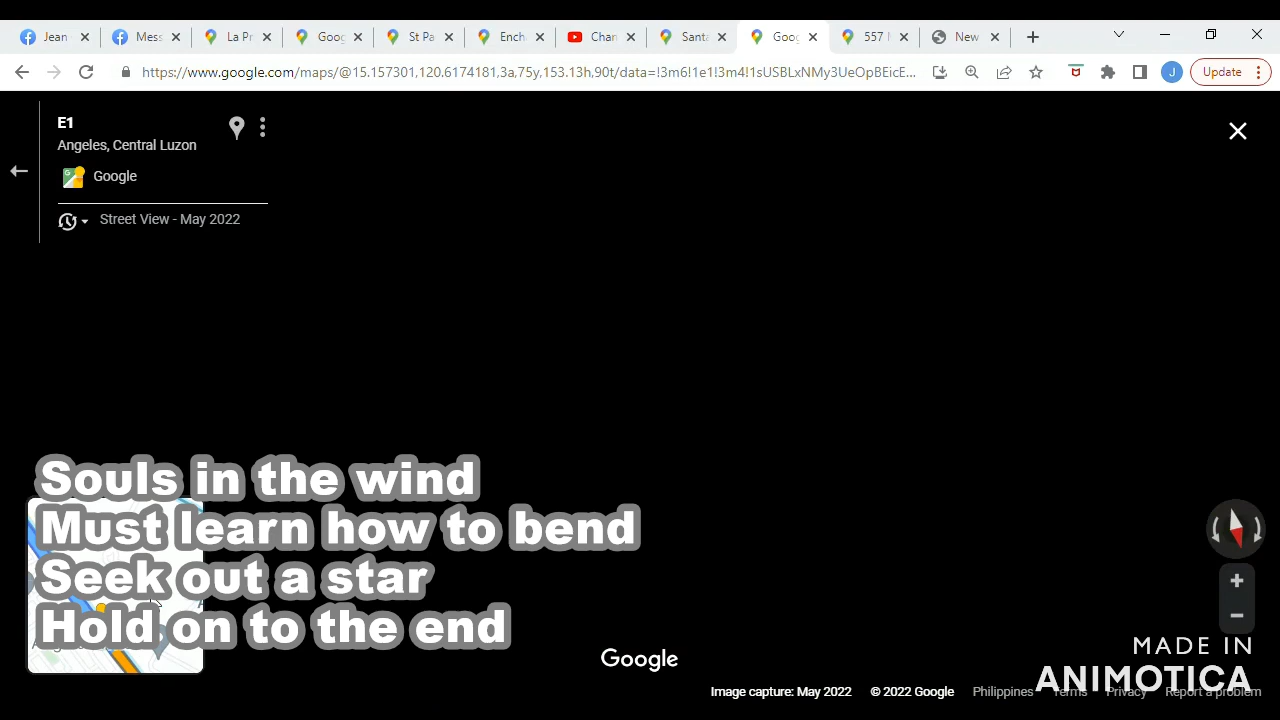 Jean
Mess
La Pr
Goog
St Pa
Ench
Chan
Santa
Goog
557
New
https://www.google.com/maps/@15.157301,120.6174181,3a,75y,153.13h,90t/data=!3m6!1e1!3m4!1sUSBLxNMy3UeOpBEicE...
Update
E1
Angeles, Central Luzon
Google
Street View - May 2022
Souls in the wind
Must learn how to bend
Seek out a star
Hold on to the end
Google
MADE IN
ANIMOTICA
Image capture: May 2022 © 2022 Google Philippines Terms Privacy Report a problem